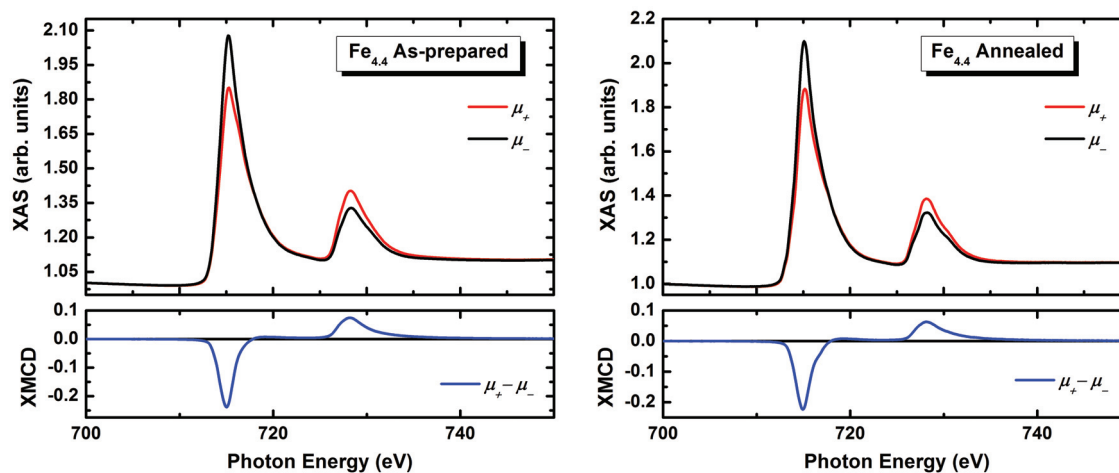 Fe4.4 As-prepared
μ+
μ−
XAS (arb. units)
2.10
1.95
1.80
1.65
1.50
1.35
1.20
1.05
XMCD
0.1
0.0
-0.1
-0.2
μ+− μ−
700
720
740
Photon Energy (eV)
Fe4.4 Annealed
μ+
μ−
XAS (arb. units)
2.2
2.0
1.8
1.6
1.4
1.2
1.0
XMCD
0.1
0.0
-0.1
-0.2
μ+− μ−
700
720
740
Photon Energy (eV)